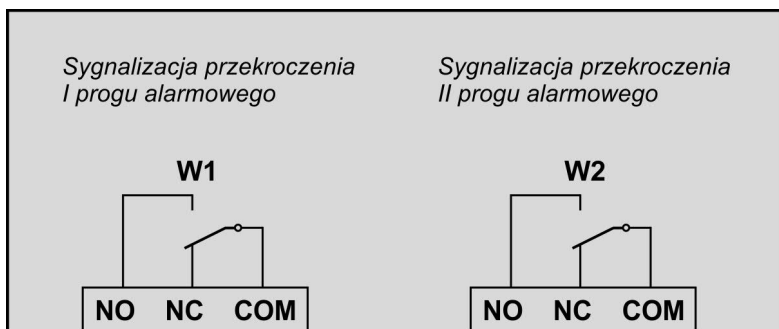 Sygnalizacja przekroczenia
I progu alarmowego
Sygnalizacja przekroczenia
II progu alarmowego
W1
W2
NO NC COM
NO NC COM